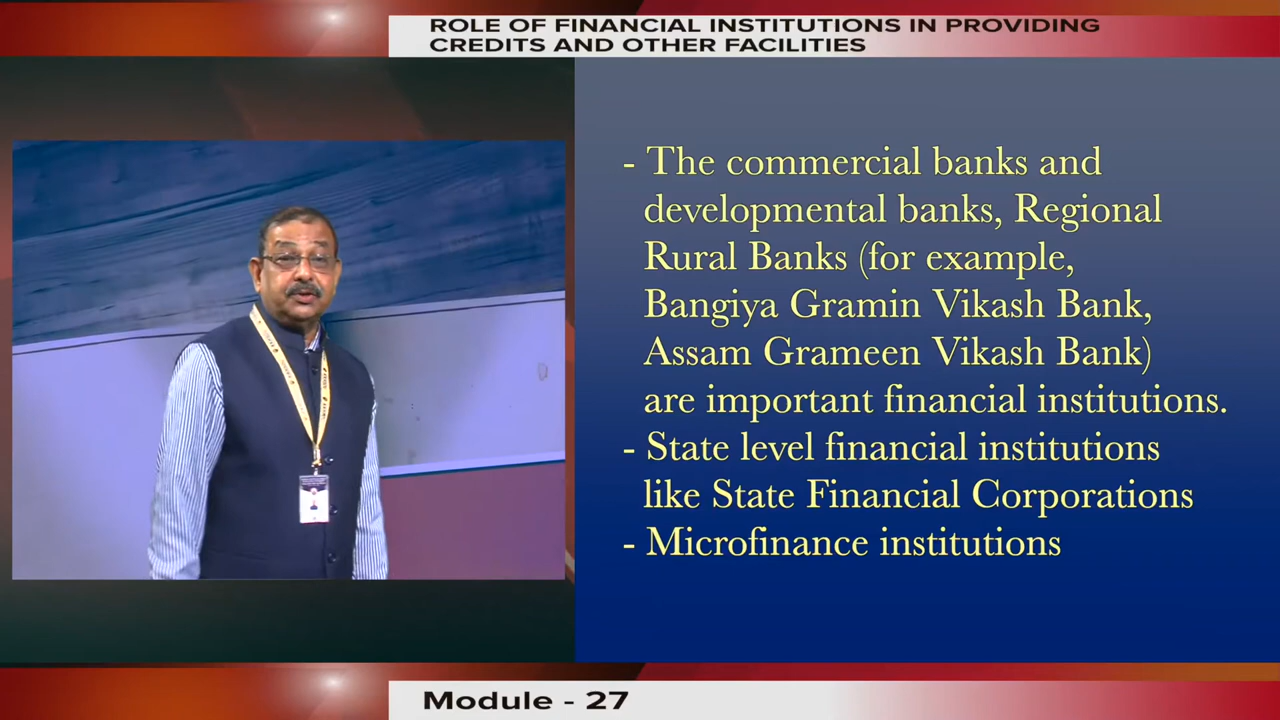 ROLE OF FINANCIAL INSTITUTIONS IN PROVIDING
CREDITS AND OTHER FACILITIES
- The commercial banks and
developmental banks, Regional
Rural Banks (for example,
Bangiya Gramin Vikash Bank,
Assam Grameen Vikash Bank)
are important financial institutions.
- State level financial institutions
like State Financial Corporations
- Microfinance institutions
Module - 27